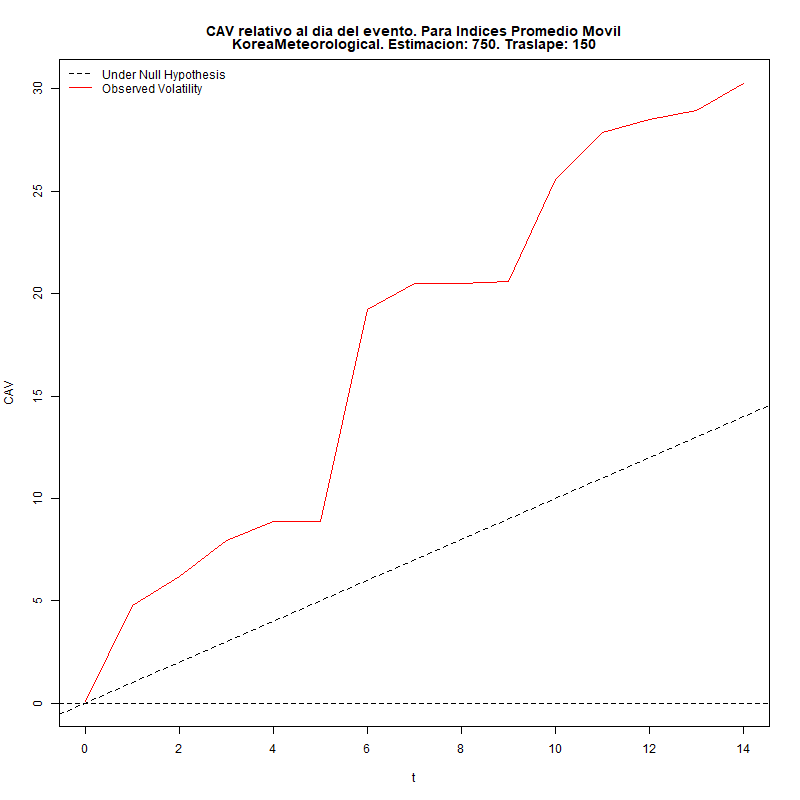 CAV relativo al dia del evento. Para Indices Promedio Movil
KoreaMeteorological. Estimacion: 750. Traslape: 150
Under Null Hypothesis
Observed Volatility
30
25
20
15
10
5
0
CAV
0 2 4 6 8 10 12 14
t